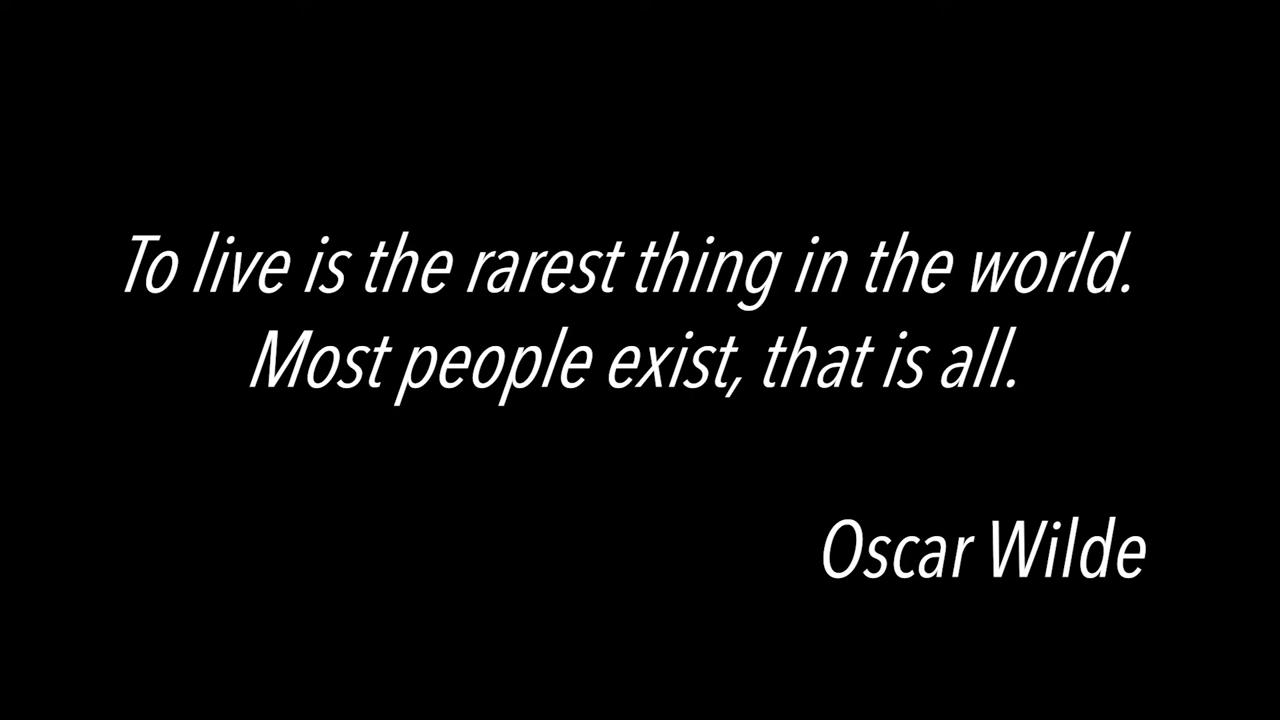 To live is the rarest thing in the world.
Most people exist, that is all.
Oscar Wilde